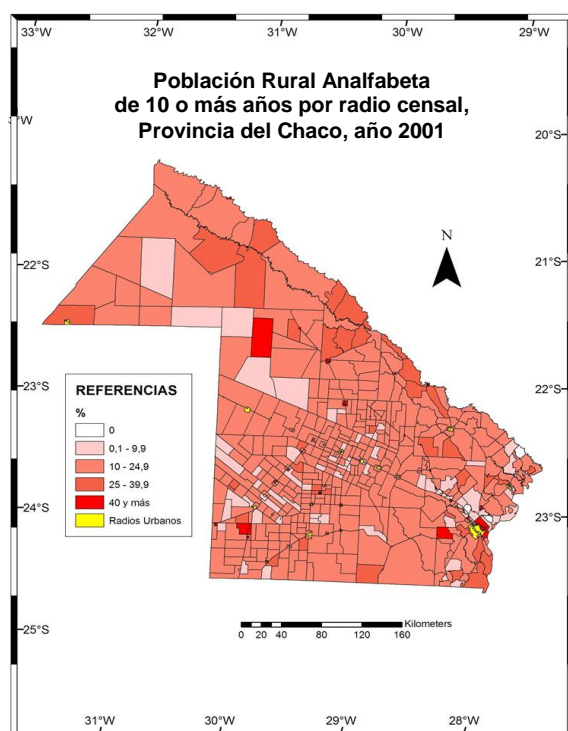 33°W
32°W
31°W
30°W
29°W
Población Rural Analfabeta
de 10 o más años por radio censal,
Provincia del Chaco, año 2001
20°S
N
22°S
21°S
23°S
22°S
REFERENCIAS
%
0
0,1 - 9,9
10 - 24,9
25 - 39,9
40 y más
Radios Urbanos
24°S
23°S
Kilometers
0 20 40 80 120 160
25°S
31°W
30°W
29°W
28°W